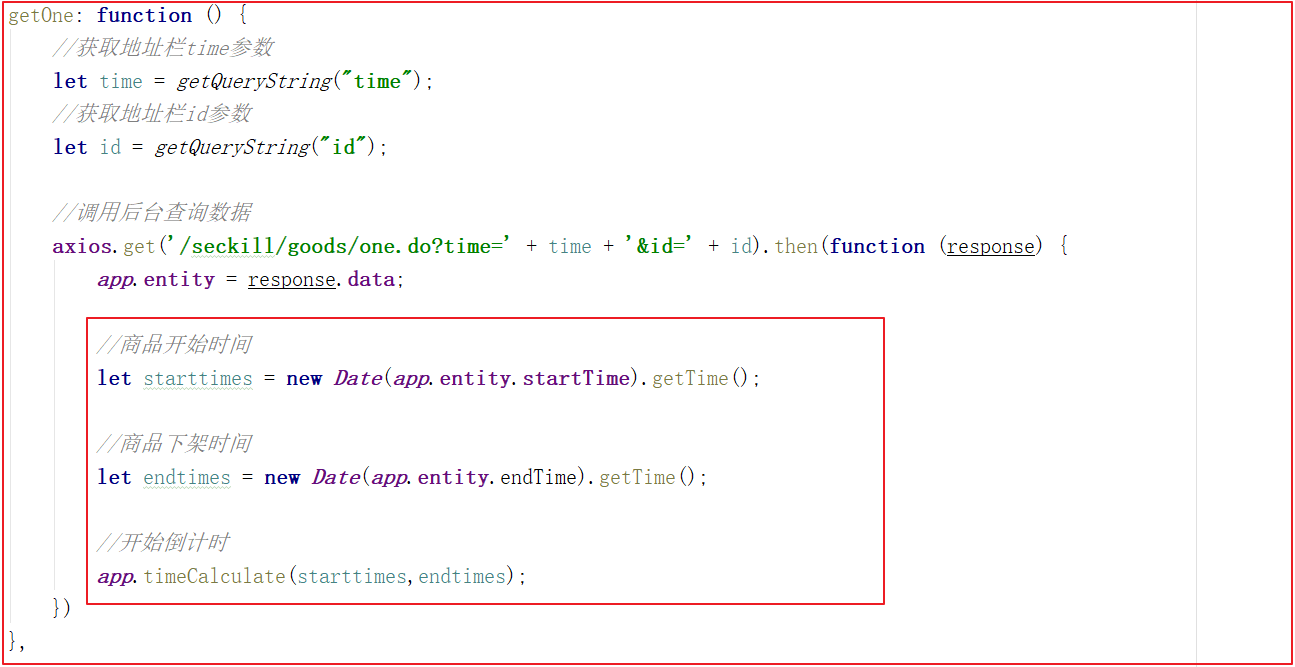 getOne: function () {
//获取地址栏time参数
let time = getQueryString("time");
//获取地址栏id参数
let id = getQueryString("id");
//调用后台查询数据
axios.get('/seckill/goods/one.do?time=' + time + '&id=' + id).then(function (response) {
app.entity = response.data;
//商品开始时间
let starttimes = new Date(app.entity.startTime).getTime();
//商品下架时间
let endtimes = new Date(app.entity.endTime).getTime();
//开始倒计时
app.timeCalculate(starttimes,endtimes);
})
},